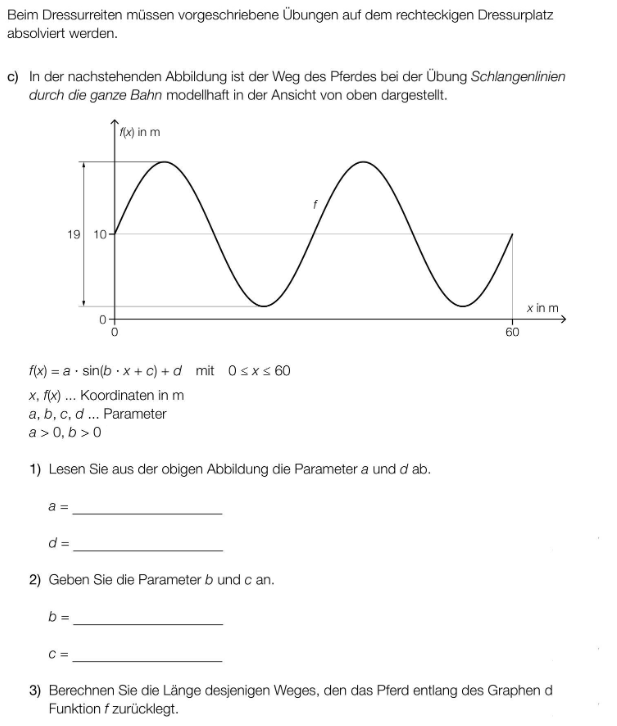 Beim Dressurreiten müssen vorgeschriebene Übungen auf dem rechteckigen Dressurplatz
absolviert werden.
c) In der nachstehenden Abbildung ist der Weg des Pferdes bei der Übung Schlangenlinien
durch die ganze Bahn modellhaft in der Ansicht von oben dargestellt.
f(x) in m
f
19 10
x in m
0
0 60
f(x) = a · sin(b · x + c) + d mit 0 ≤ x ≤ 60
x, f(x) ... Koordinaten in m
a, b, c, d ... Parameter
a > 0, b > 0
1) Lesen Sie aus der obigen Abbildung die Parameter a und d ab.
a =
d =
2) Geben Sie die Parameter b und c an.
b =
c =
3) Berechnen Sie die Länge desjenigen Weges, den das Pferd entlang des Graphen d
Funktion f zurücklegt.